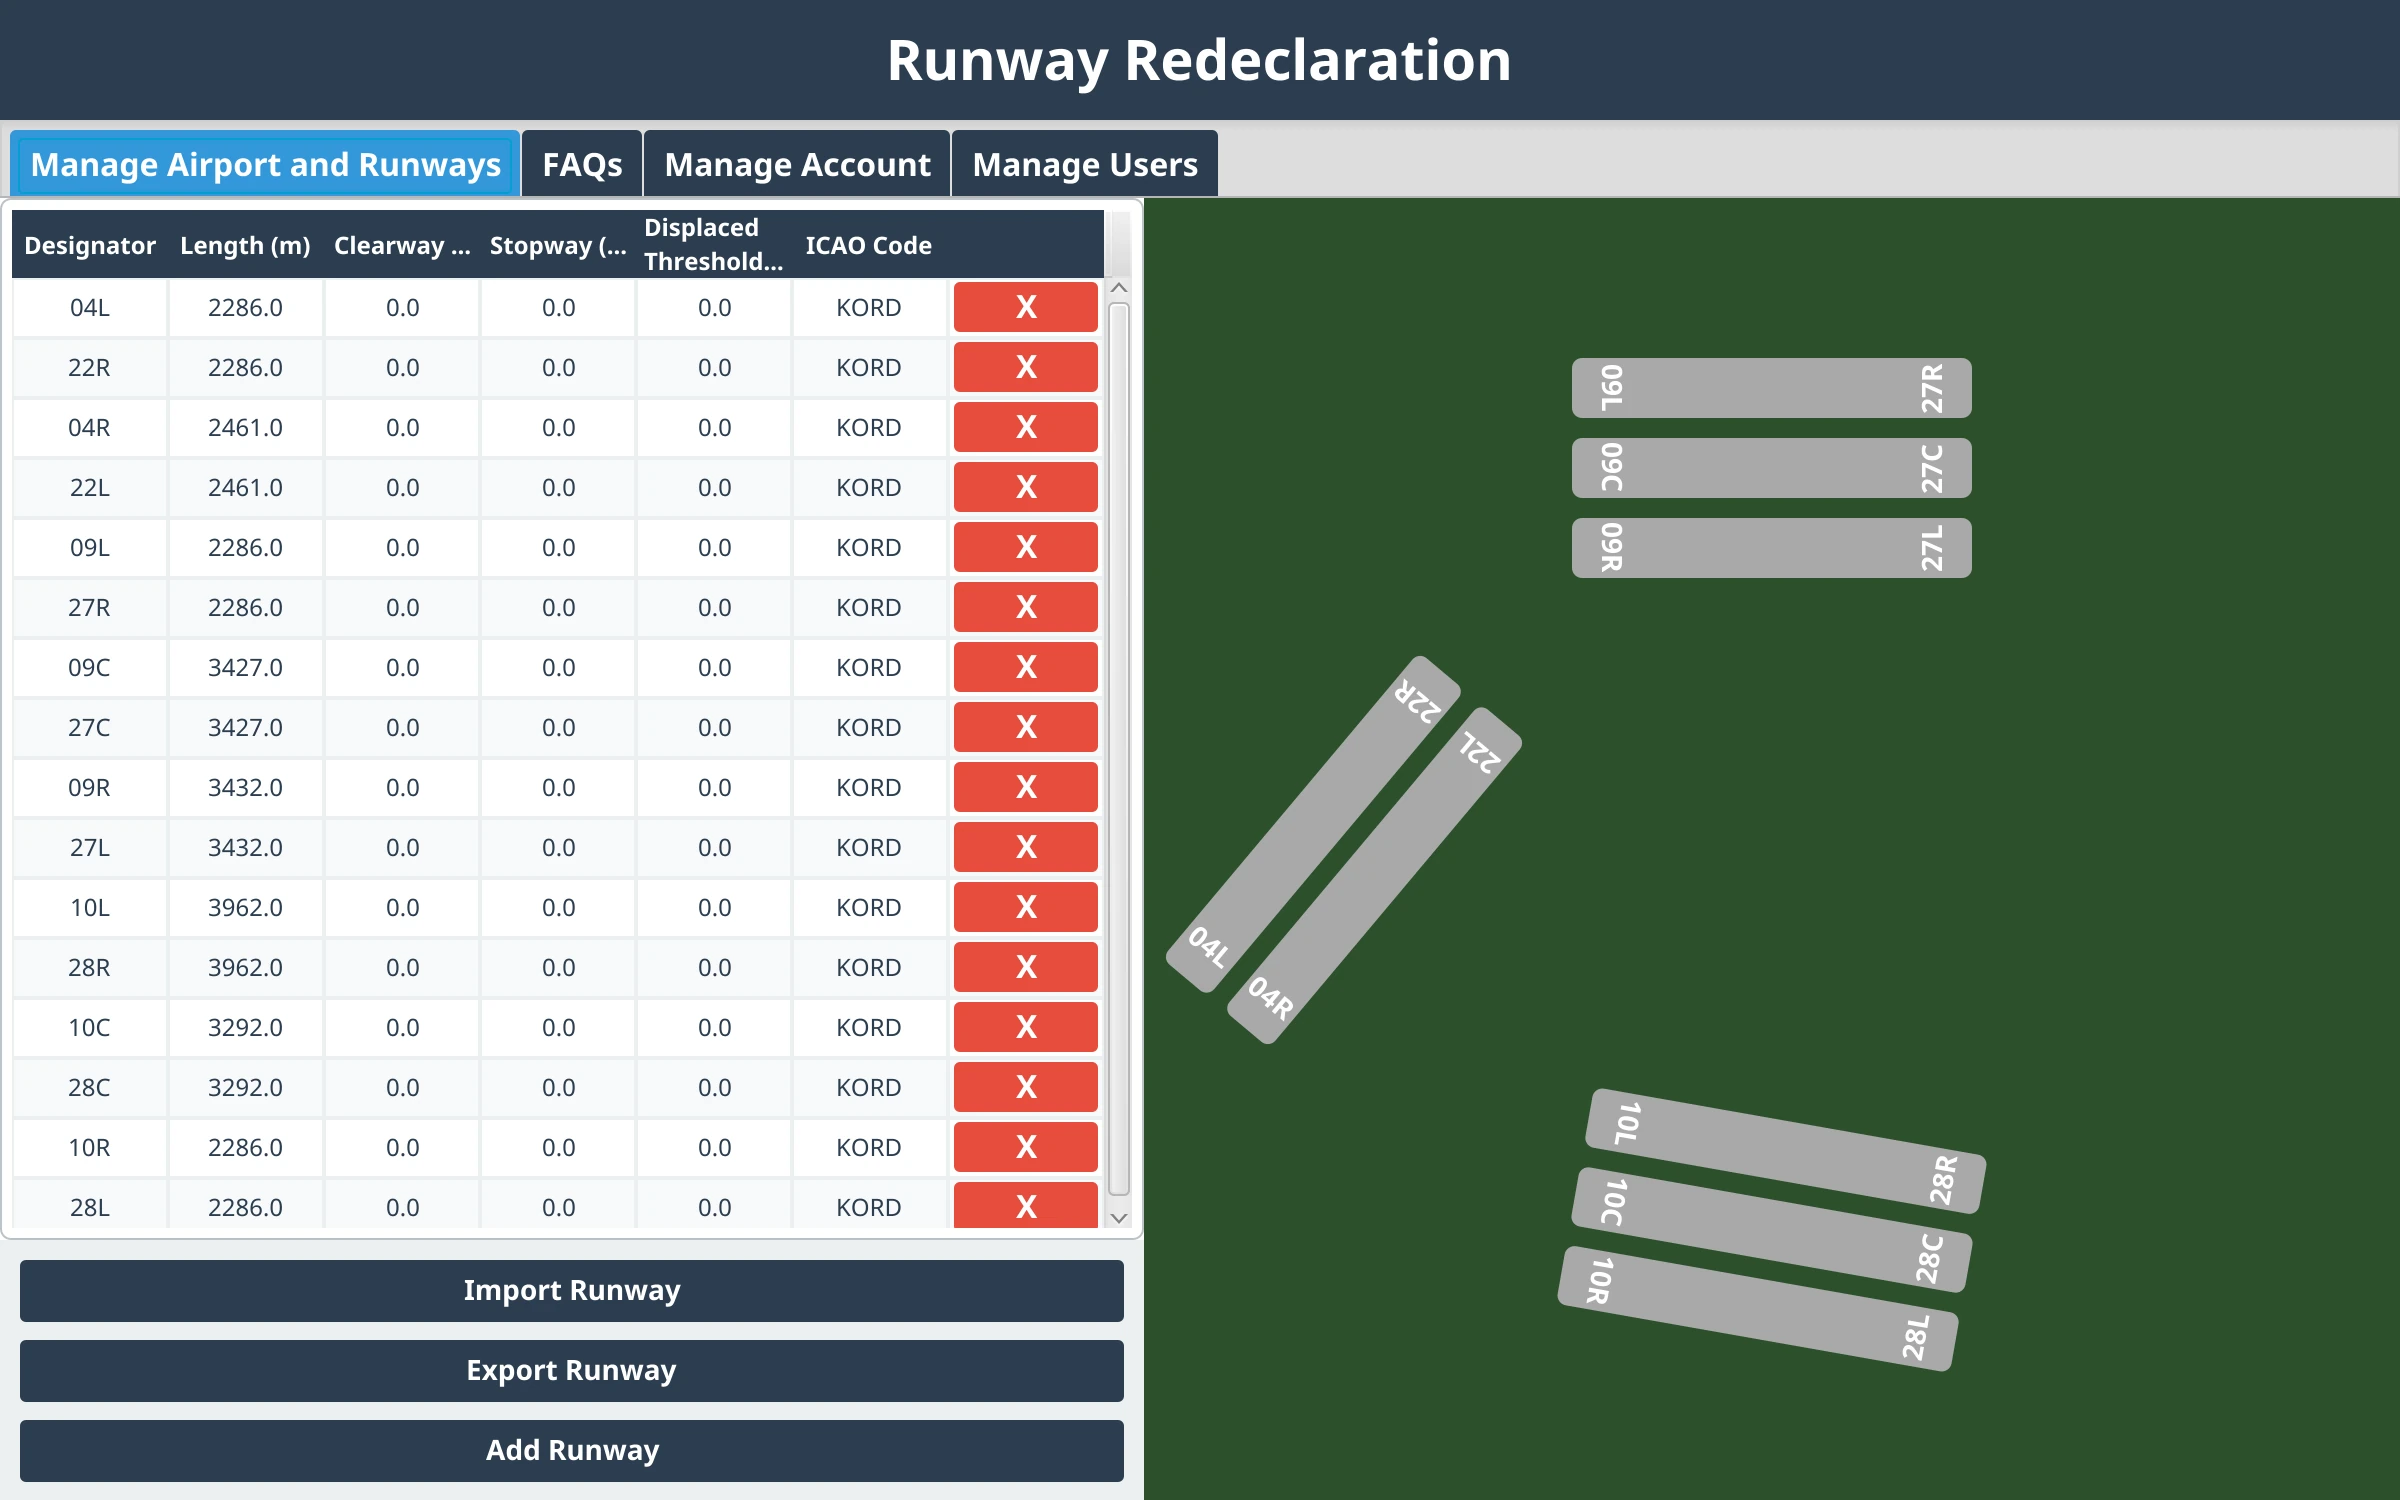 Runway Redeclaration
Manage Airport and Runways FAQs Manage Account Manage Users
Designator Length (m) Clearway ... Stopway (... Displaced Threshold... ICAO Code
04L 2286.0 0.0 0.0 0.0 KORD X
22R 2286.0 0.0 0.0 0.0 KORD X
04R 2461.0 0.0 0.0 0.0 KORD X
22L 2461.0 0.0 0.0 0.0 KORD X
09L 2286.0 0.0 0.0 0.0 KORD X
27R 2286.0 0.0 0.0 0.0 KORD X
09C 3427.0 0.0 0.0 0.0 KORD X
27C 3427.0 0.0 0.0 0.0 KORD X
09R 3432.0 0.0 0.0 0.0 KORD X
27L 3432.0 0.0 0.0 0.0 KORD X
10L 3962.0 0.0 0.0 0.0 KORD X
28R 3962.0 0.0 0.0 0.0 KORD X
10C 3292.0 0.0 0.0 0.0 KORD X
28C 3292.0 0.0 0.0 0.0 KORD X
10R 2286.0 0.0 0.0 0.0 KORD X
28L 2286.0 0.0 0.0 0.0 KORD X
Import Runway
Export Runway
Add Runway
09L 27R
09C 27C
09R 27L
22R
22L
04L
04R
10L 28R
10C 28C
10R 28L